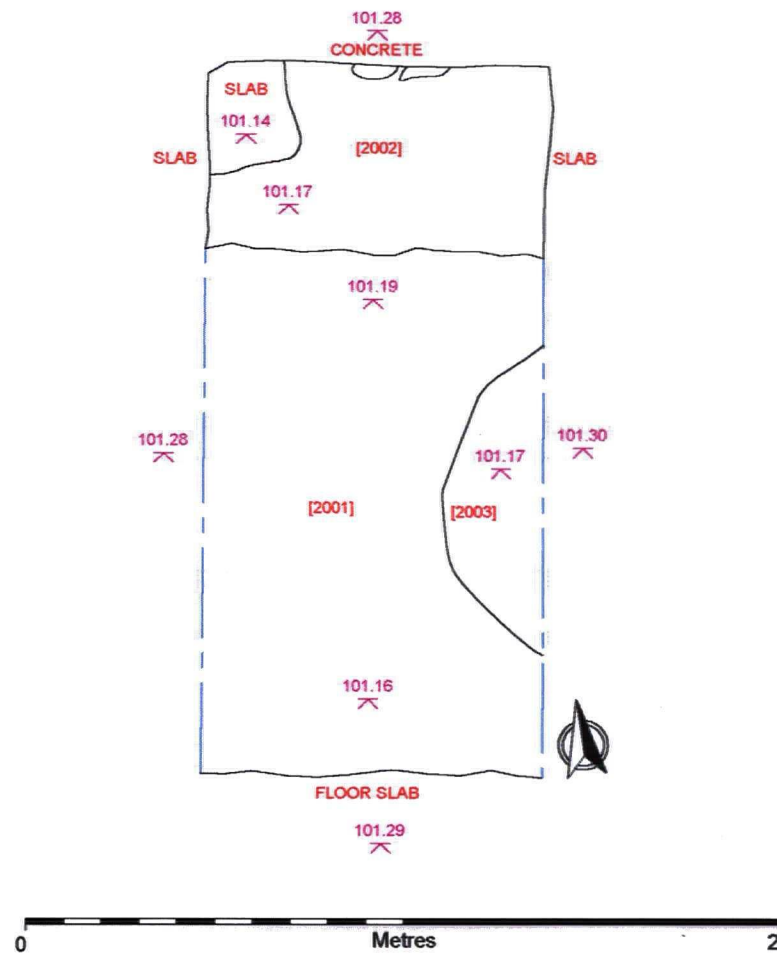 101.28
CONCRETE
SLAB
101.14
SLAB
[2002]
SLAB
101.17
101.19
101.28
101.30
101.17
[2001]
[2003]
101.16
FLOOR SLAB
101.29
0
Metres
2